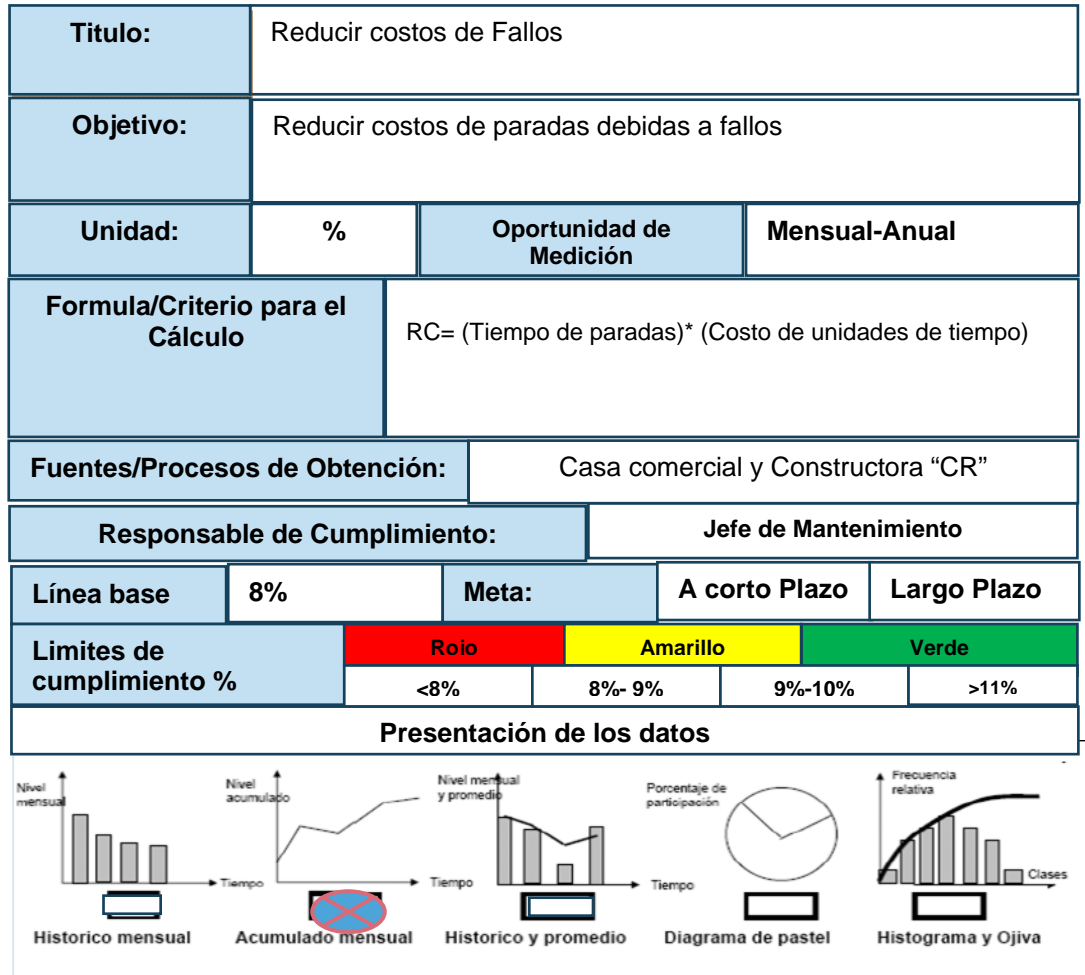 Titulo:
Reducir costos de Fallos
Objetivo:
Reducir costos de paradas debidas a fallos
Unidad:
%
Oportunidad de
Medición
Mensual-Anual
Formula/Criterio para el
Cálculo
RC= (Tiempo de paradas)* (Costo de unidades de tiempo)
Fuentes/Procesos de Obtención:
Casa comercial y Constructora “CR”
Responsable de Cumplimiento:
Jefe de Mantenimiento
Línea base
8%
Meta:
A corto Plazo
Largo Plazo
Limites de
cumplimiento %
Rojo
Amarillo
Verde
<8%
8%- 9%
9%-10%
>11%
Presentación de los datos
Nivel
mensual
Tiempo
Historico mensual
Nivel
acumulado
Tiempo
Acumulado mensual
Nivel mensual
y promedio
Tiempo
Historico y promedio
Porcentaje de
participación
Diagrama de pastel
Frecuencia
relativa
Clases
Histograma y Ojiva